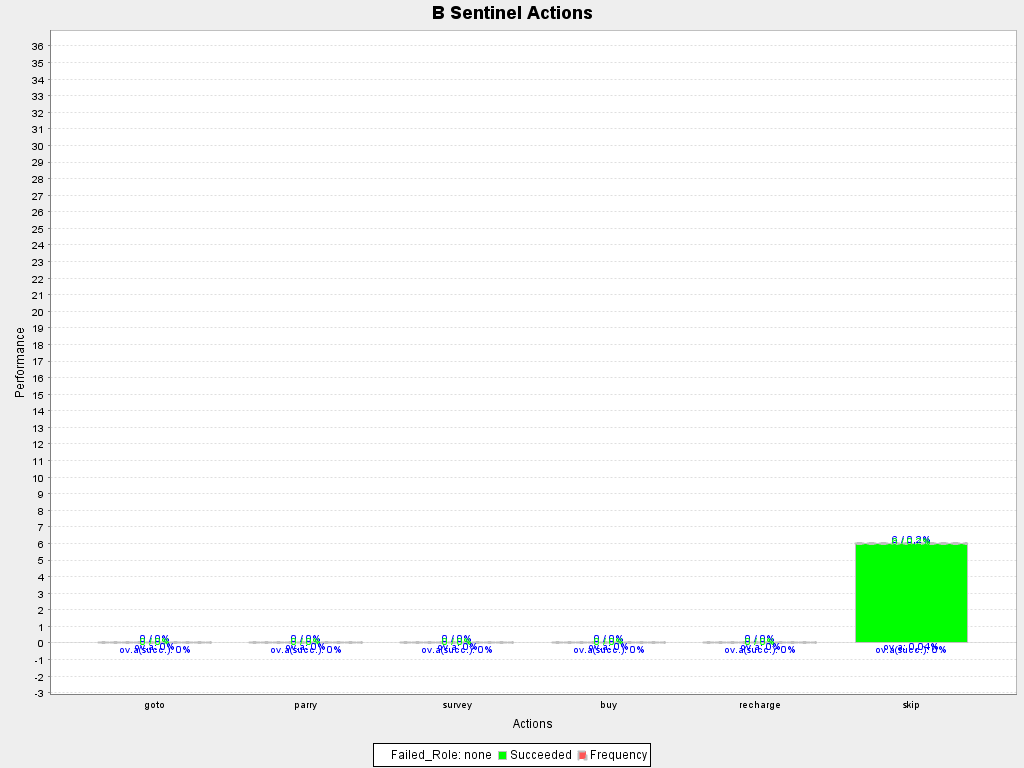 B Sentinel Actions
36
35
34
33
32
31
30
29
28
27
26
25
24
23
22
21
20
19
18
17
16
15
14
13
12
11
10
9
8
7
6
5
4
3
2
1
0
-1
-2
-3
Performance
0 / 0%
0 / 0%
0 / 0%
0 / 0%
0 / 0%
ov.a(succ.): 0%
ov.a(succ.): 0%
ov.a(succ.): 0%
ov.a(succ.): 0%
ov.a(succ.): 0%
ov.a(succ.): 0%
goto
parry
survey
buy
recharge
skip
Actions
Failed_Role: none
Succeeded
Frequency